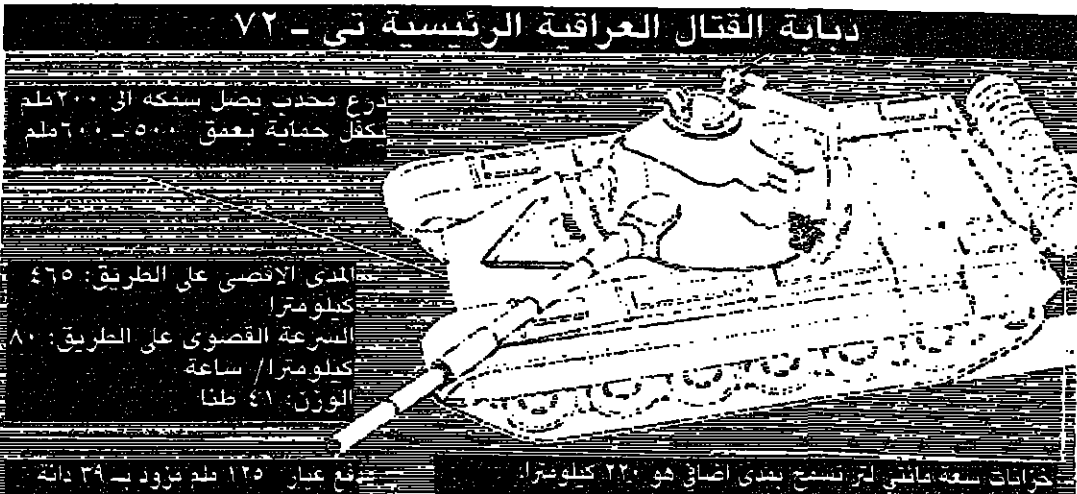 دبابة القتال العراقية الرئيسية تي ـ ٧٢
درع محدب يصل سمكه الى ٢٠٠ ملم
يكفل حماية بعمق ٥٠٠ ـ ٦٠٠ ملم
المدى الاقصى على الطريق: ٤٦٥
كيلومترا
السرعة القصوى على الطريق: ٨٠
كيلومترا/ ساعة
الوزن: ٤١ طنا
مدفع عيار ١٢٥ ملم مزود بـ ٣٩ دانة
خزانات سعة مائتي لتر تسمح بمدى اضافي هو ٢٢٠ كيلومترا.